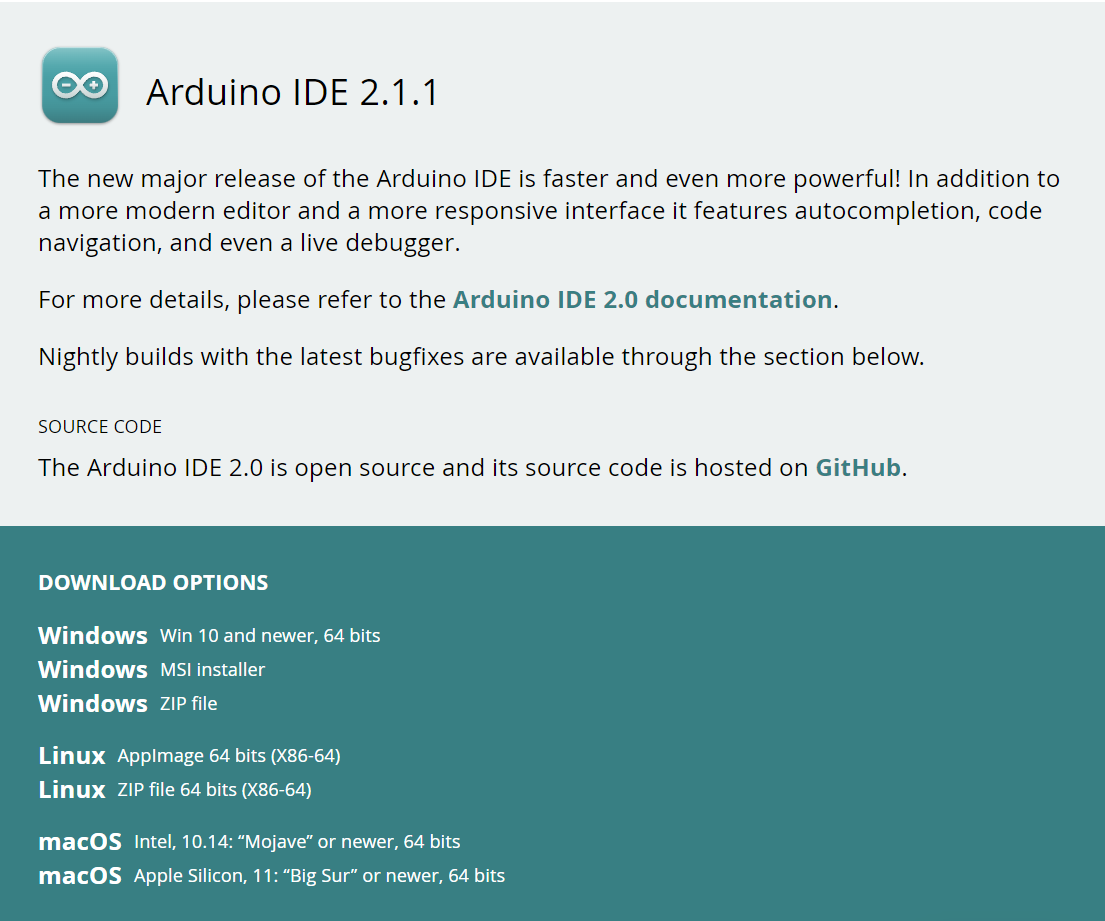 Arduino IDE 2.1.1
The new major release of the Arduino IDE is faster and even more powerful! In addition to
a more modern editor and a more responsive interface it features autocompletion, code
navigation, and even a live debugger.
For more details, please refer to the Arduino IDE 2.0 documentation.
Nightly builds with the latest bugfixes are available through the section below.
SOURCE CODE
The Arduino IDE 2.0 is open source and its source code is hosted on GitHub.
DOWNLOAD OPTIONS
Windows Win 10 and newer, 64 bits
Windows MSI installer
Windows ZIP file
Linux AppImage 64 bits (X86-64)
Linux ZIP file 64 bits (X86-64)
macOS Intel, 10.14: “Mojave” or newer, 64 bits
macOS Apple Silicon, 11: “Big Sur” or newer, 64 bits